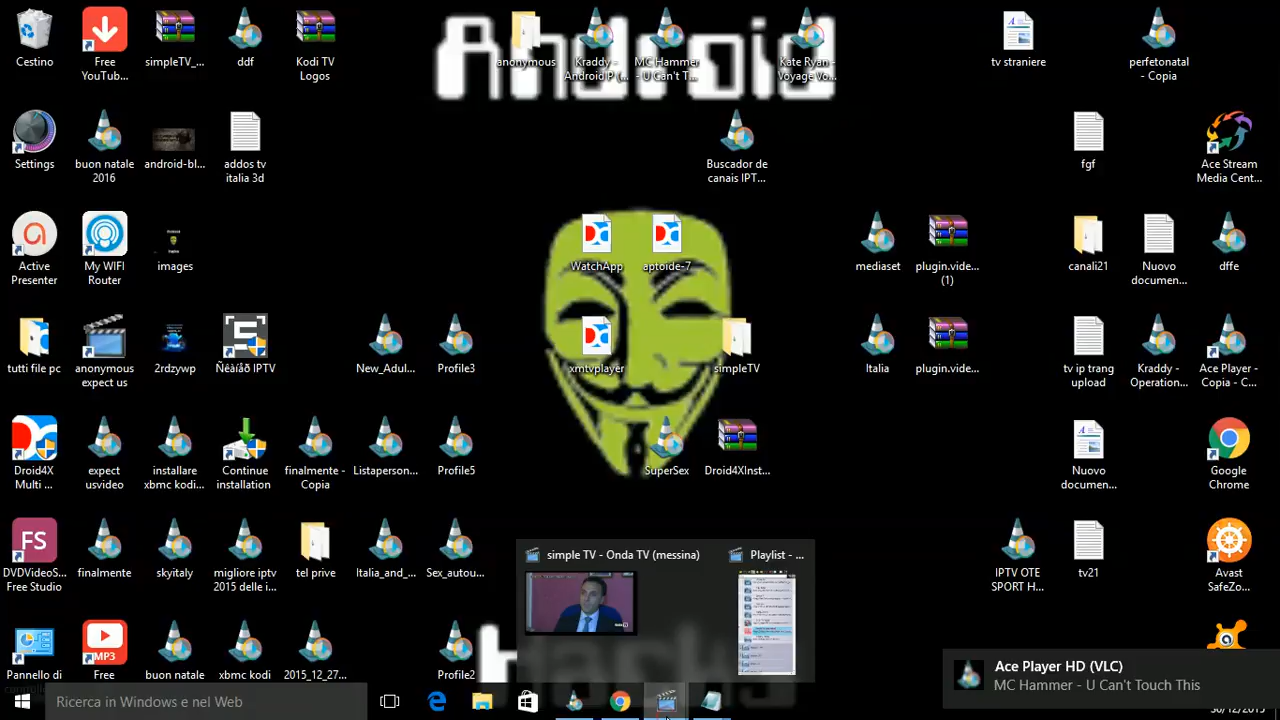 Android
Cestino
Free
YouTub...
simpleTV_...
ddf
Kodi TV
Logos
anonymous
Kraddy -
Android P (...
MC Hammer
- U Can't T...
Kate Ryan -
Voyage Vo...
tv straniere
perfetonatal
- Copia
Settings
buon natale
2016
android-bl...
addos tv
italia 3d
Buscador de
canais IPT...
fgf
Ace Stream
Media Cent...
Active
Presenter
My WIFI
Router
images
WatchApp
aptoide-7
mediaset
plugin.vide...
(1)
canali21
Nuovo
documen...
dffe
tutti file pc
anonymous
expect us
2rdzywp
Ñêàíåð IPTV
New_Adul...
Profile3
xmtvplayer
simpleTV
Italia
plugin.vide...
tv ip trang
upload
Kraddy -
Operation...
Ace Player -
Copia - C...
Droid4X
Multi ...
expect
usvideo
installare
xbmc kodi...
Continue
installation
finalmente -
Copia
Listaperson...
Profile5
SuperSex
Droid4XInst...
Nuovo
documen...
Google
Chrome
FS
DVDVideoS...
Free Studio
finalmente
skyitaly
migliore iptv
2015 delle i...
tel prive
Italia_and_...
Sex_autou...
simple TV - Onda TV (messina)
Playlist - ...
IPTV OTE
SPORT H...
tv21
Avast
SafeZo...
MP3
Free
buon natale
xbmc kodi
2015_12_27...
Profile2
Ace Player HD (VLC)
MC Hammer - U Can't Touch This
Ricerca in Windows e nel Web
30/12/2015